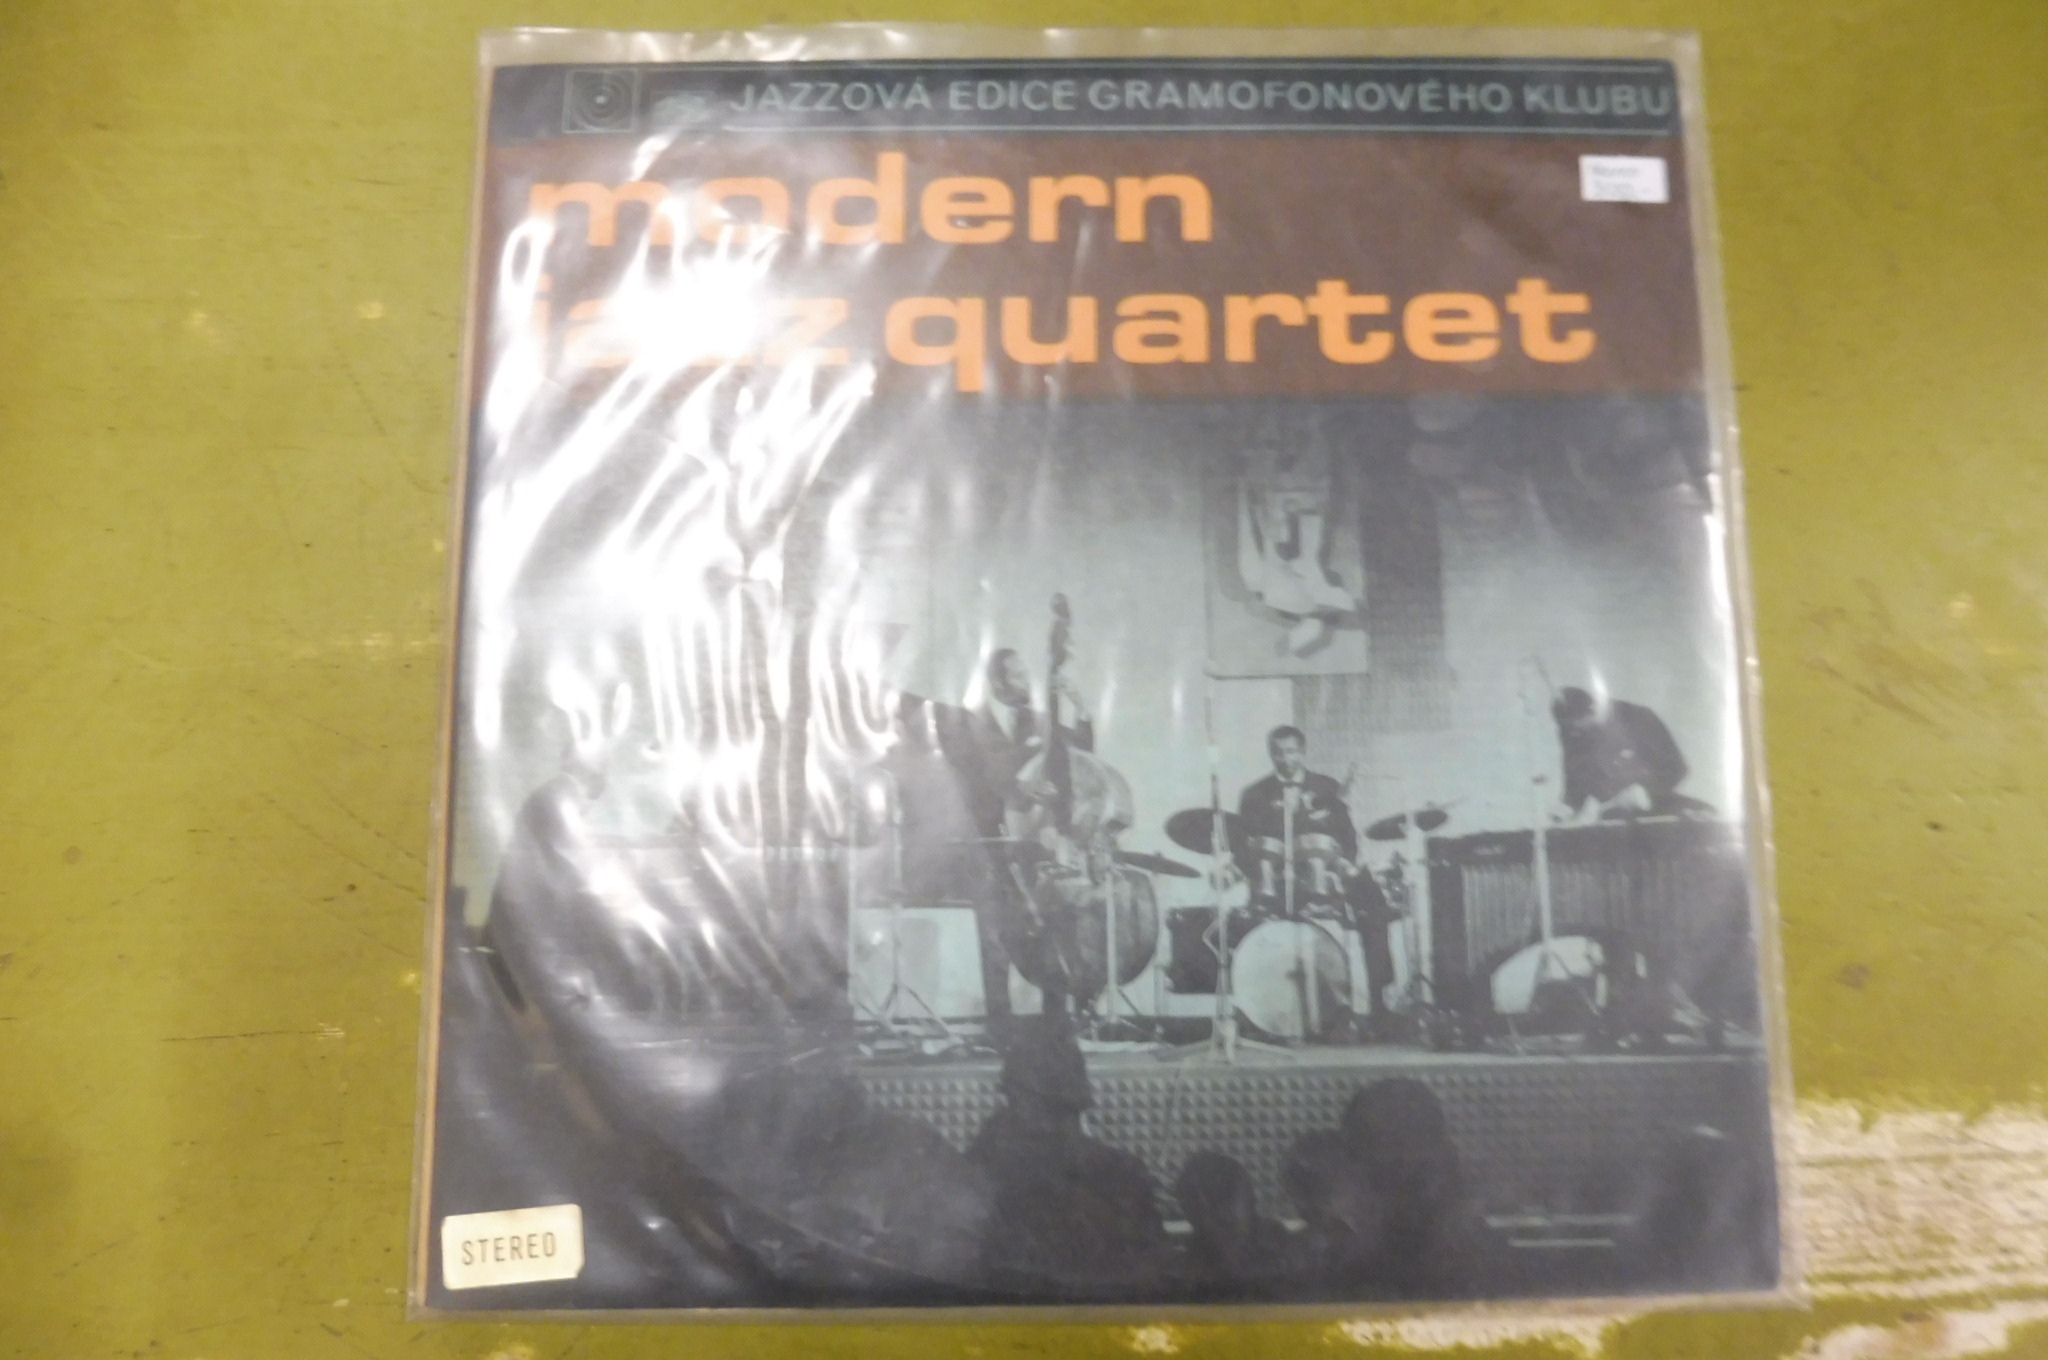 JAZZOVÁ EDICE GRAMOFONOVÉHO KLUBU
modern
jazz quartet
STEREO